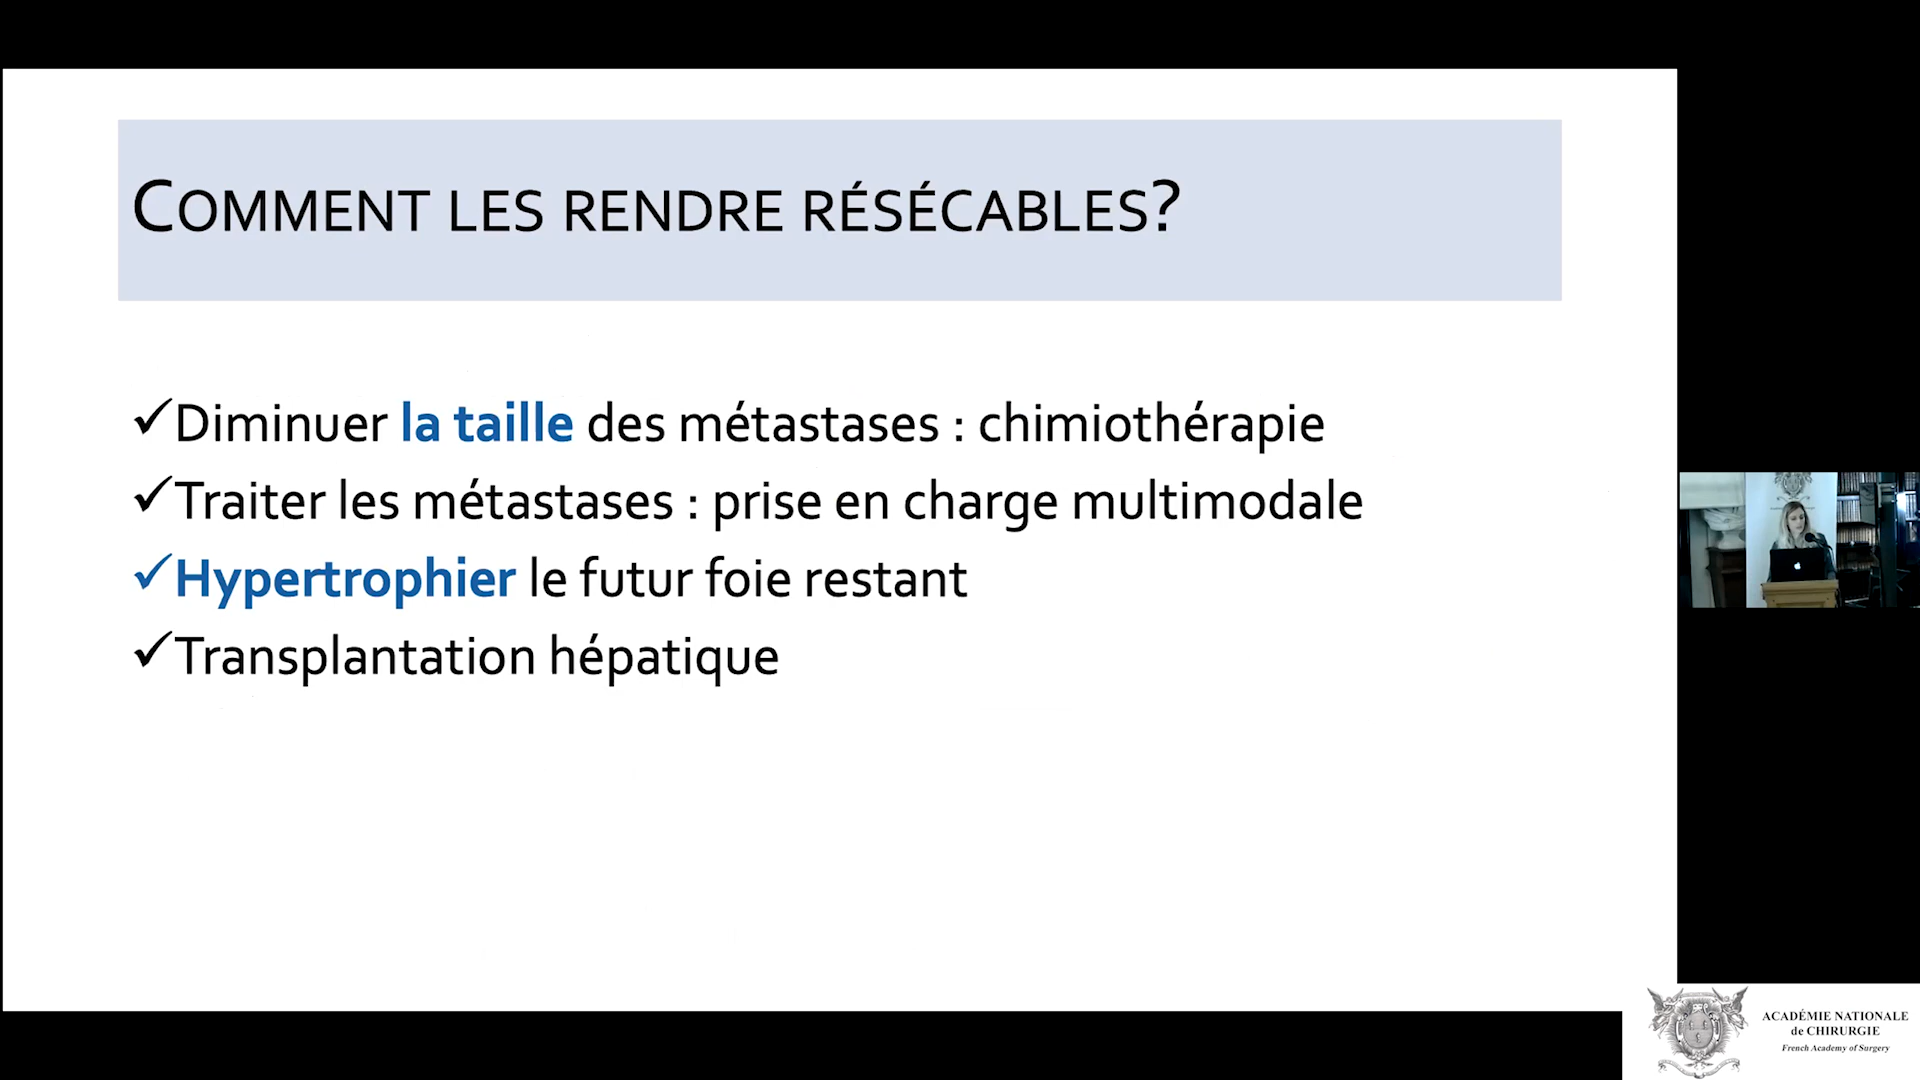 COMMENT LES RENDRE RÉSÉCABLES?
✓Diminuer la taille des métastases : chimiothérapie
✓Traiter les métastases : prise en charge multimodale
✓Hypertrophier le futur foie restant
✓Transplantation hépatique
ACADÉMIE NATIONALE
de CHIRURGIE
French Academy of Surgery